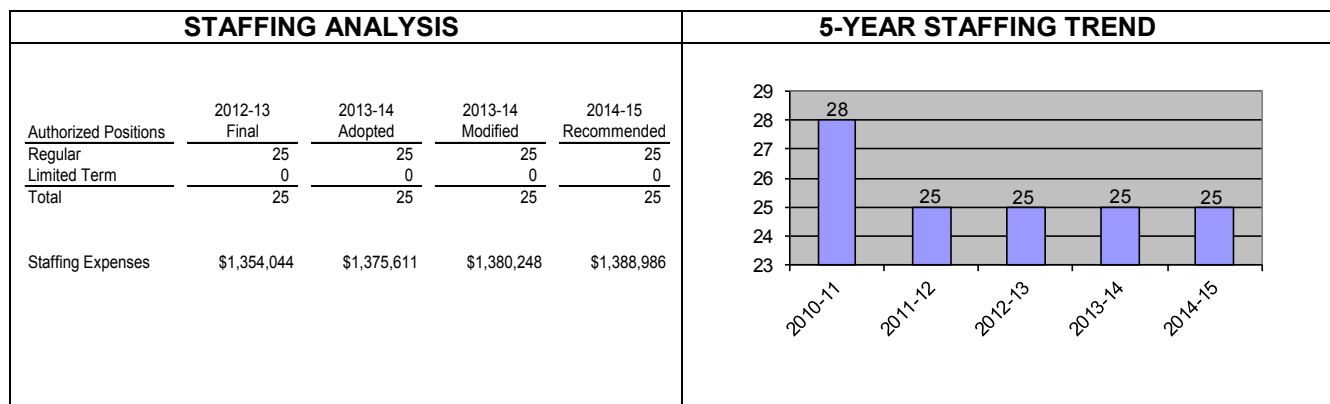 STAFFING ANALYSIS
5-YEAR STAFFING TREND
2012-13 2013-14 2013-14 2014-15
Authorized Positions Final Adopted Modified Recommended
Regular 25 25 25 25
Limited Term 0 0 0 0
Total 25 25 25 25
Staffing Expenses $1,354,044 $1,375,611 $1,380,248 $1,388,986
29
28
27
26
25
24
23
28
25
25
25
25
2010-11
2011-12
2012-13
2013-14
2014-15